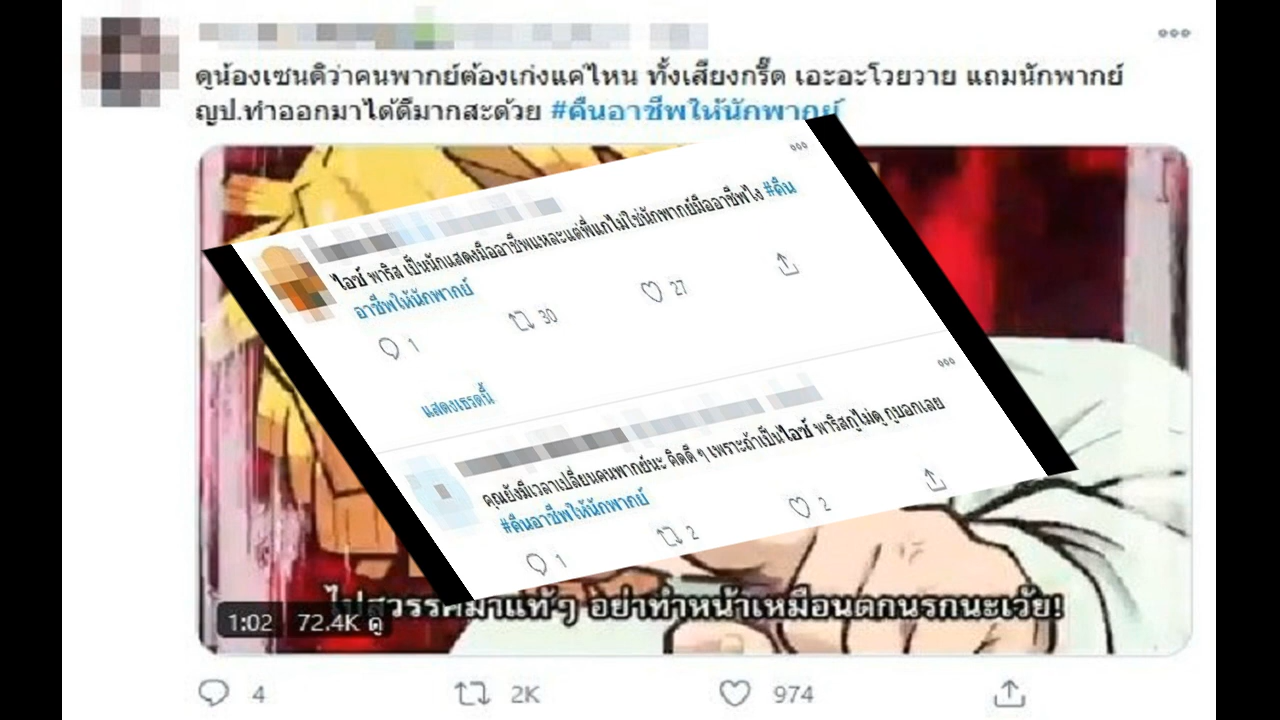 ดูน้องเซนติว่าคนพากย์ต้องเก่งแค่ไหน ทั้งเสียงกรี๊ด เอะอะโวยวาย แถมนักพากย์
ญป.ทำออกมาได้ดีมากสะด้วย #คืนอาชีพให้นักพากย์
ไอซ์ พาริส เป็นนักแสดงมืออาชีพแหละแต่พี่แกไม่ใช่นักพากย์มืออาชีพไง #คืน
อาชีพให้นักพากย์
1 30 27
แสดงเธรดนี้
คุณยังมีเวลาเปลี่ยนคนพากย์นะ คิดดี ๆ เพราะถ้าเป็นไอซ์ พาริสกูไม่ดู กูบอกเลย
#คืนอาชีพให้นักพากย์
1 2 2
ไปสวรรค์มาแท้ๆ อย่าทำหน้าเหมือนตกนรกนะเว้ย!
1:02 72.4K ดู
4 2K 974